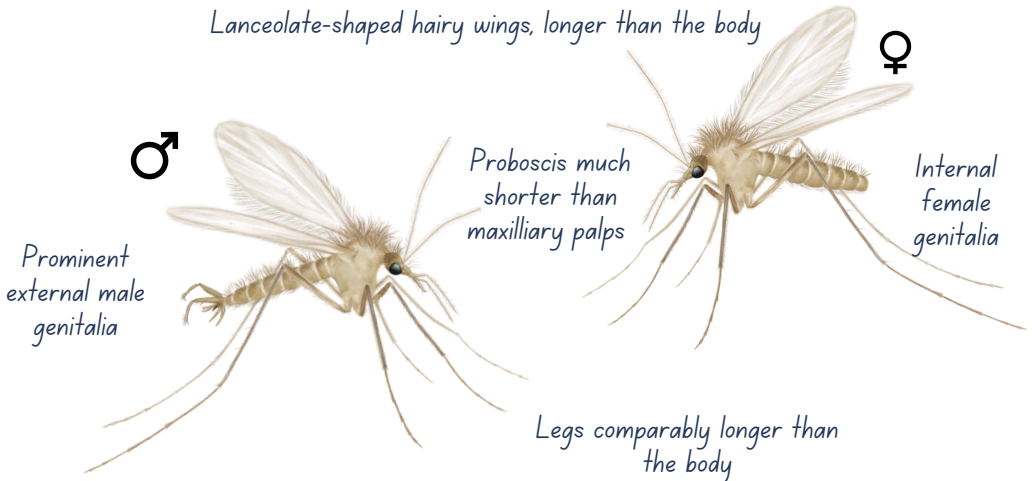 Lanceolate-shaped hairy wings, longer than the body
Proboscis much
shorter than
maxilliary palps
Internal
female
genitalia
Prominent
external male
genitalia
Legs comparably longer than
the body